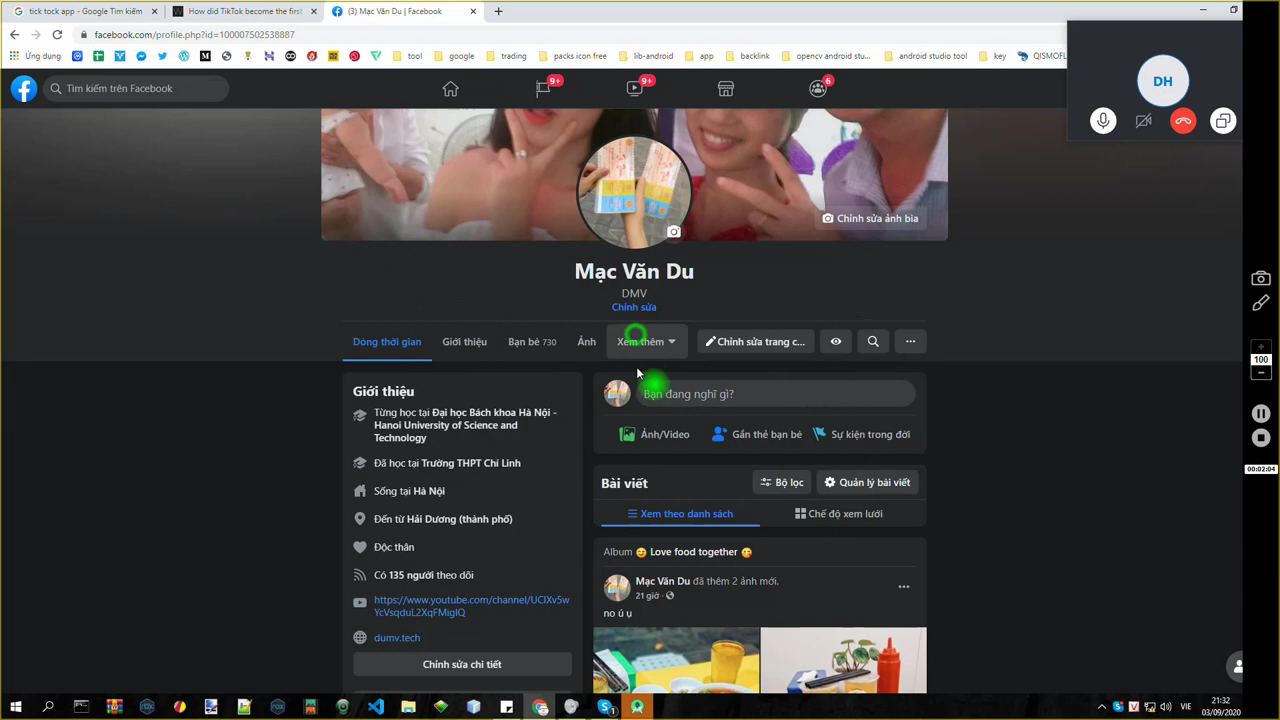 tick tock app - Google Tìm kiếm
How did TikTok become the first
(3) Mạc Văn Du | Facebook
facebook.com/profile.php?id=100007502538887
Ứng dụng
tool
google
trading
packs icon free
lib-android
app
backlink
opencv android stu...
android studio tool
key
QISMOFL
DH
Tìm kiếm trên Facebook
9+
9+
6
Chỉnh sửa ảnh bìa
Mạc Văn Du
DMV
Chỉnh sửa
Dòng thời gian
Giới thiệu
Bạn bè 730
Ảnh
Xem thêm
Chỉnh sửa trang c...
Giới thiệu
Từng học tại Đại học Bách khoa Hà Nội -
Hanoi University of Science and
Technology
Đã học tại Trường THPT Chí Linh
Sống tại Hà Nội
Đến từ Hải Dương (thành phố)
Độc thân
Có 135 người theo dõi
dumv.tech
Chỉnh sửa chi tiết
Bạn đang nghĩ gì?
Ảnh/Video
Gắn thẻ bạn bè
Sự kiện trong đời
Bài viết
Bộ lọc
Quản lý bài viết
Xem theo danh sách
Chế độ xem lưới
Album 😋 Love food together 😋
Mạc Văn Du đã thêm 2 ảnh mới.
21 giờ
no ú ụ
100
00:02:04
VIE
21:32
03/09/2020